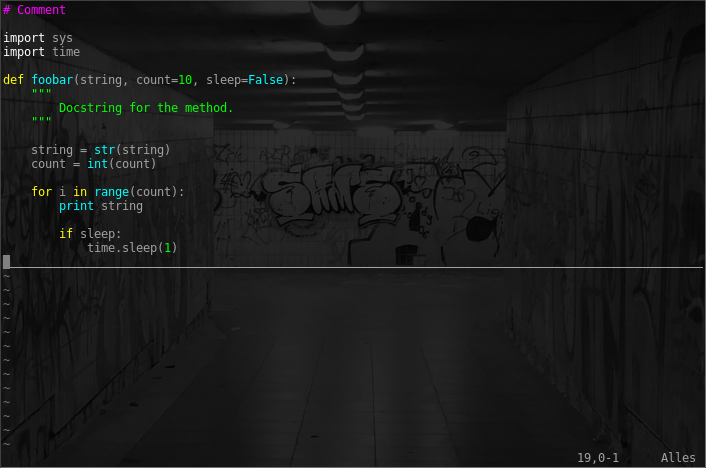 # Comment
import sys
import time
def foobar(string, count=10, sleep=False):
"""
Docstring for the method.
"""
string = str(string)
count = int(count)
for i in range(count):
print string
if sleep:
time.sleep(1)
~
~
~
~
~
~
~
~
~
~
~
~
~
19,0-1 Alles